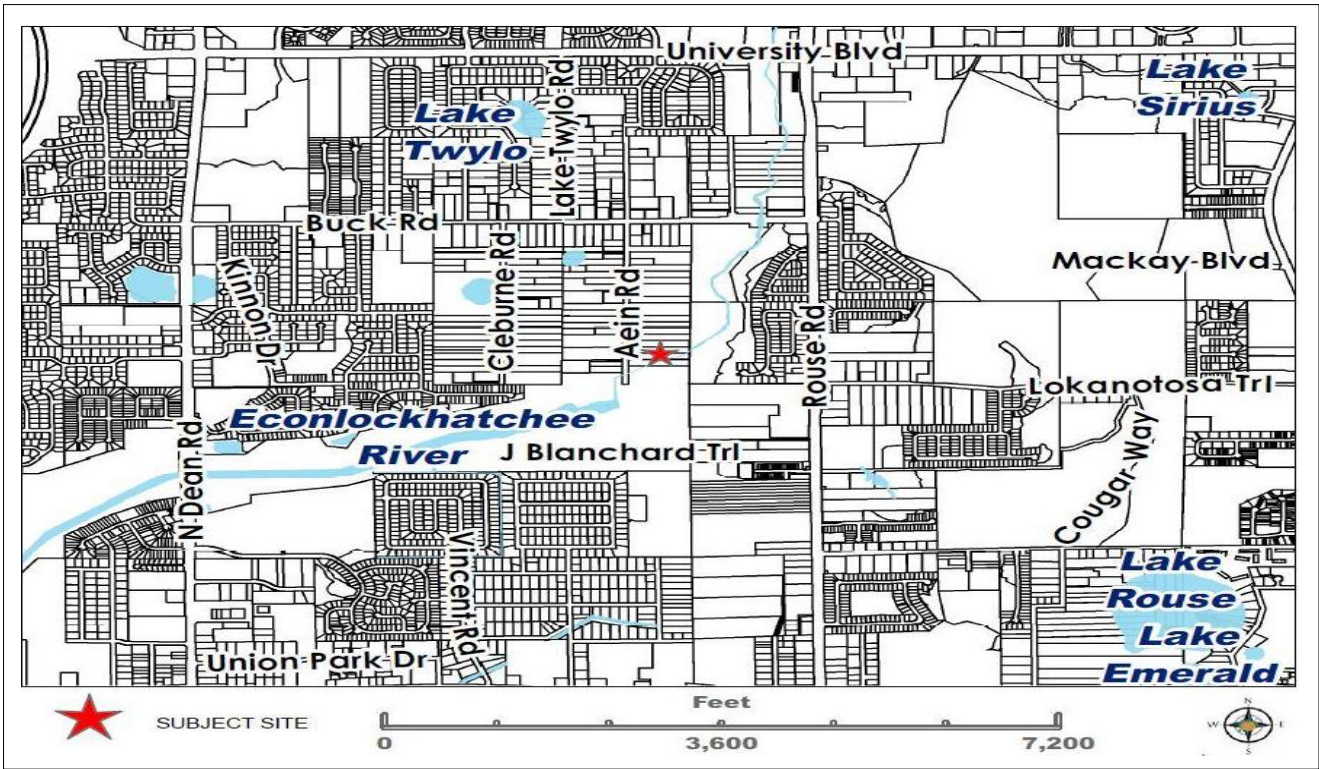 University Blvd
Lake
Sirius
Lake
Twylo
Lake-Twylo-Rd
Buck-Rd
Mackay-Blvd
Kinnon-Dr
Cleburne-Rd
Aein-Rd
Rouse-Rd
Lokanotosa Trl
Econlockhatchee
River
J Blanchard-Trl
N-Dean-Rd
Cougar-Way
Vincent-Rd
Lake
Rouse
Lake
Emerald
Union-Park-Dr
SUBJECT SITE
Feet
0
3,600
7,200
N
W
E
S